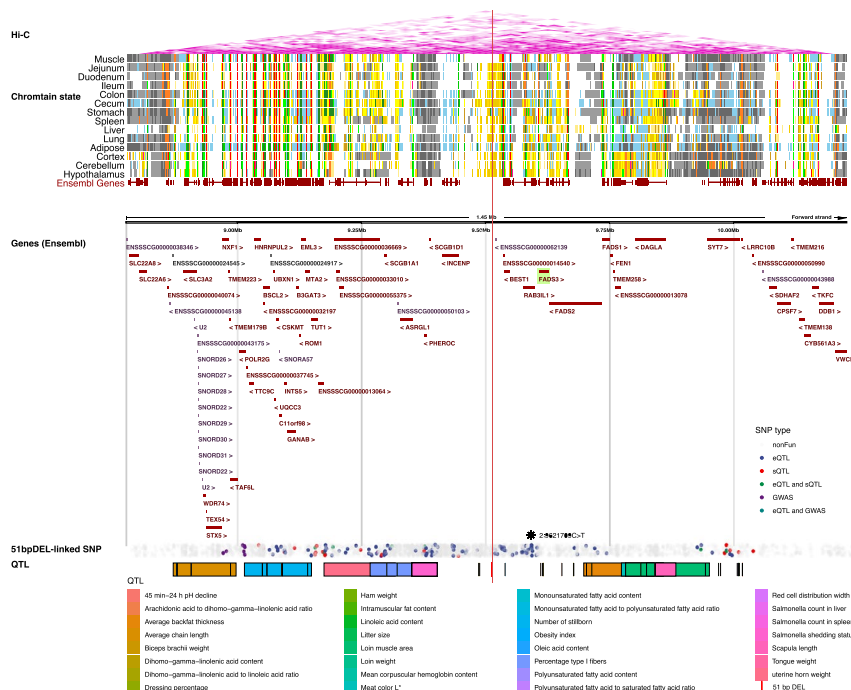 Hi-C
Muscle
Jejunum
Duodenum
Ileum
Colon
Chromtain state
Cecum
Stomach
Spleen
Liver
Lung
Adipose
Cortex
Cerebellum
Hypothalamus
Ensembl Genes
1.45 Mb Forward strand
9.00Mb 9.25Mb 9.50Mb 9.75Mb 10.00Mb
Genes (Ensembl)
ENSSSCG00000038346 > NXF1 > HNRNPUL2 > EML3 > ENSSSCG00000036669 > < SCGB1D1 < ENSSSCG00000062139 FADS1 > < DAGLA SYT7 > < LRRC10B < TMEM216
SLC22A8 > ENSSSCG00000024545 > ENSSSCG00000024917 > < SCGB1A1 < INCENP ENSSSCG00000014540 > < FEN1 < ENSSSCG00000050990
SLC22A6 > < SLC3A2 TMEM223 > UBXN1 > MTA2 > ENSSSCG00000033010 > < BEST1 FADS3 > TMEM258 > < ENSSSCG00000043988
ENSSSCG00000040074 > BSCL2 > B3GAT3 > ENSSSCG00000055375 > RAB3IL1 > < ENSSSCG00000013078 < SDHAF2 < TKFC
< ENSSSCG00000045138 < ENSSSCG00000032197 ENSSSCG00000050103 > < FADS2 CPSF7 > DDB1 >
< U2 < TMEM179B < CSKMT TUT1 > < ASRGL1 < TMEM138
ENSSSCG00000043175 > < ROM1 < PHEROC CYB561A3 >
SNORD26 > < POLR2G < SNORA57
SNORD27 > ENSSSCG00000037745 >
SNORD28 > < TTC9C INTS5 > ENSSSCG00000013064 >
SNORD22 > < UQCC3
SNORD29 > C11orf98 >
SNORD30 > GANAB >
SNORD31 >
SNORD22 >
U2 > < TAF6L
WDR74 >
TEX54 >
STX5 >
SNP type
nonFun
eQTL
sQTL
eQTL and sQTL
GWAS
eQTL and GWAS
51bpDEL-linked SNP
QTL
QTL
45 min-24 h pH decline
Arachidonic acid to dihomo-gamma-linolenic acid ratio
Average backfat thickness
Average chain length
Biceps brachii weight
Dihomo-gamma-linolenic acid content
Dihomo-gamma-linolenic acid to linoleic acid ratio
Dressing percentage
Ham weight
Intramuscular fat content
Linoleic acid content
Litter size
Loin muscle area
Loin weight
Mean corpuscular hemoglobin content
Meat color L*
Monounsaturated fatty acid content
Monounsaturated fatty acid to polyunsaturated fatty acid ratio
Number of stillborn
Obesity index
Oleic acid content
Percentage type I fibers
Polyunsaturated fatty acid content
Polyunsaturated fatty acid to saturated fatty acid ratio
Red cell distribution width
Salmonella count in liver
Salmonella count in spleen
Salmonella shedding status
Scapula length
Tongue weight
uterine horn weight
51 bp DEL